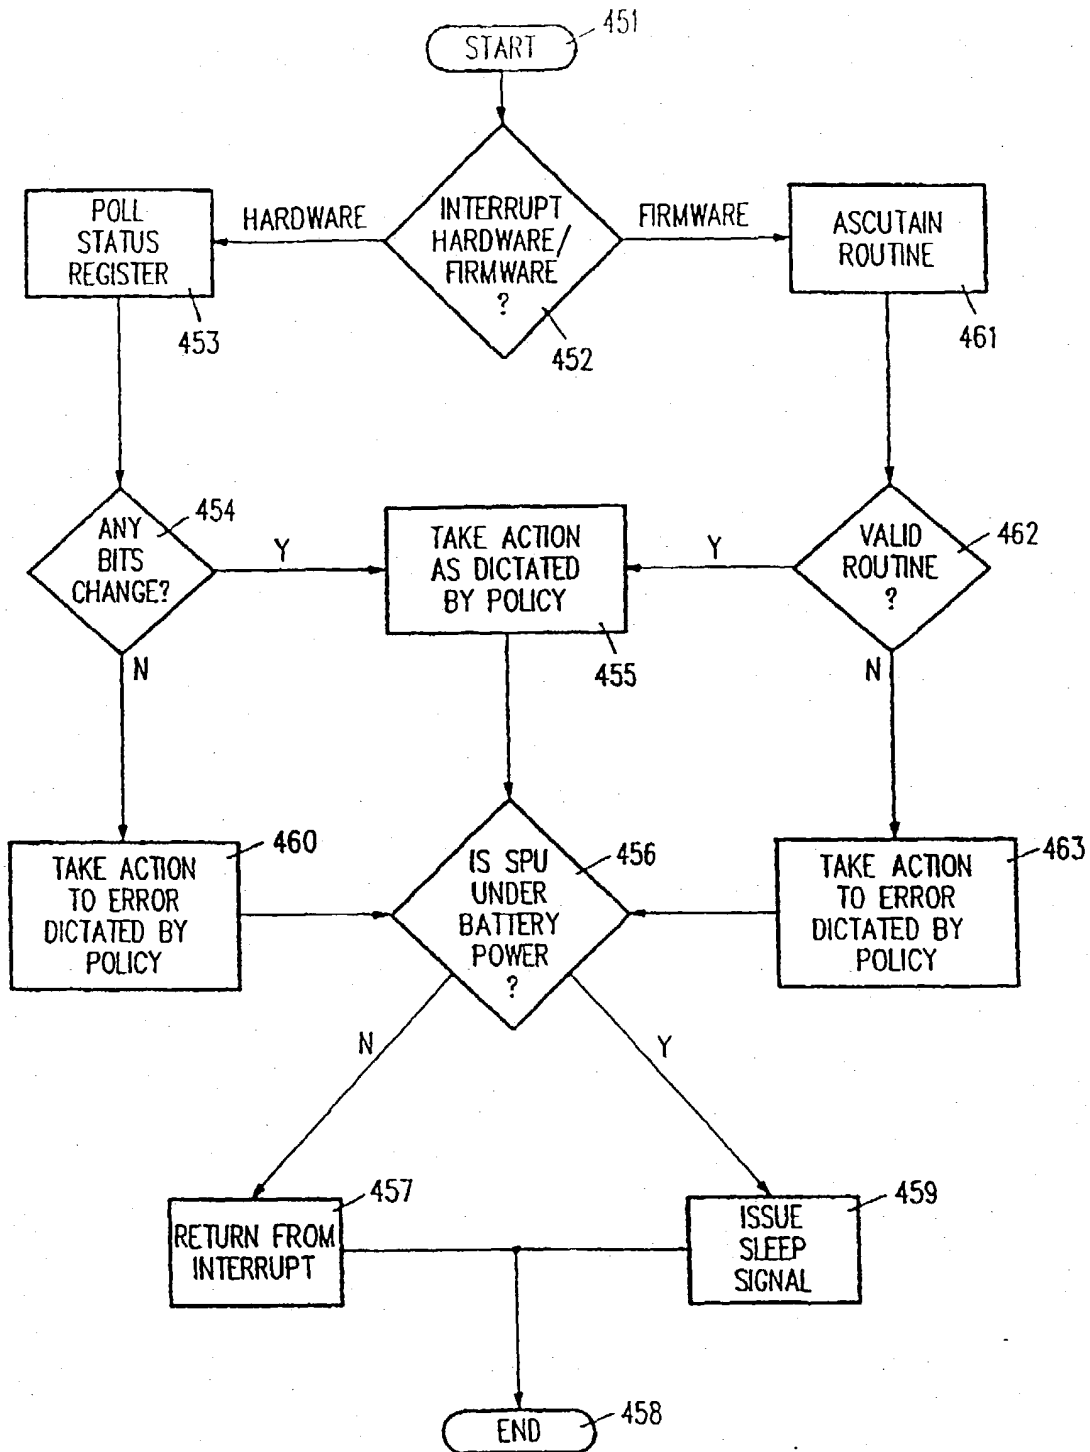 START
451
INTERRUPT
HARDWARE/
FIRMWARE
?
452
HARDWARE
FIRMWARE
POLL
STATUS
REGISTER
453
ASCUTAIN
ROUTINE
461
ANY
BITS
CHANGE?
454
Y
N
TAKE ACTION
AS DICTATED
BY POLICY
455
VALID
ROUTINE
?
462
Y
N
TAKE ACTION
TO ERROR
DICTATED BY
POLICY
460
IS SPU
UNDER
BATTERY
POWER
?
456
TAKE ACTION
TO ERROR
DICTATED BY
POLICY
463
N
Y
RETURN FROM
INTERRUPT
457
ISSUE
SLEEP
SIGNAL
459
END
458